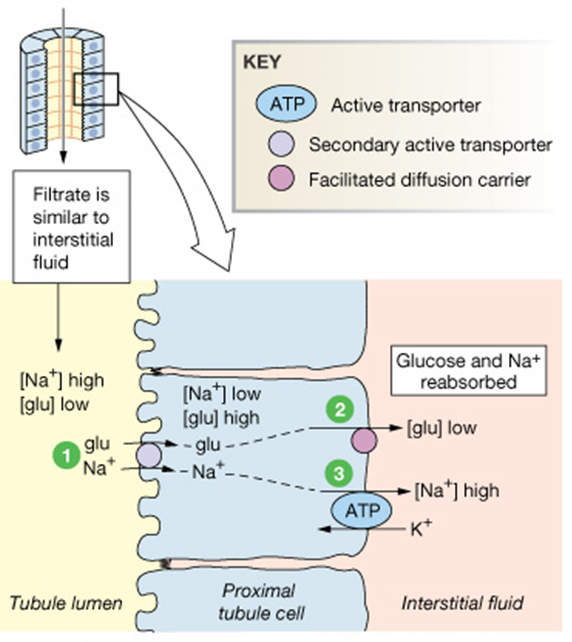 KEY
ATP Active transporter
Secondary active transporter
Facilitated diffusion carrier
Filtrate is
similar to
interstitial
fluid
[Na⁺] high
[glu] low
[Na⁺] low
[glu] high
Glucose and Na⁺
reabsorbed
1
glu
Na⁺
glu
Na⁺
2
[glu] low
3
[Na⁺] high
ATP
K⁺
Tubule lumen
Proximal
tubule cell
Interstitial fluid